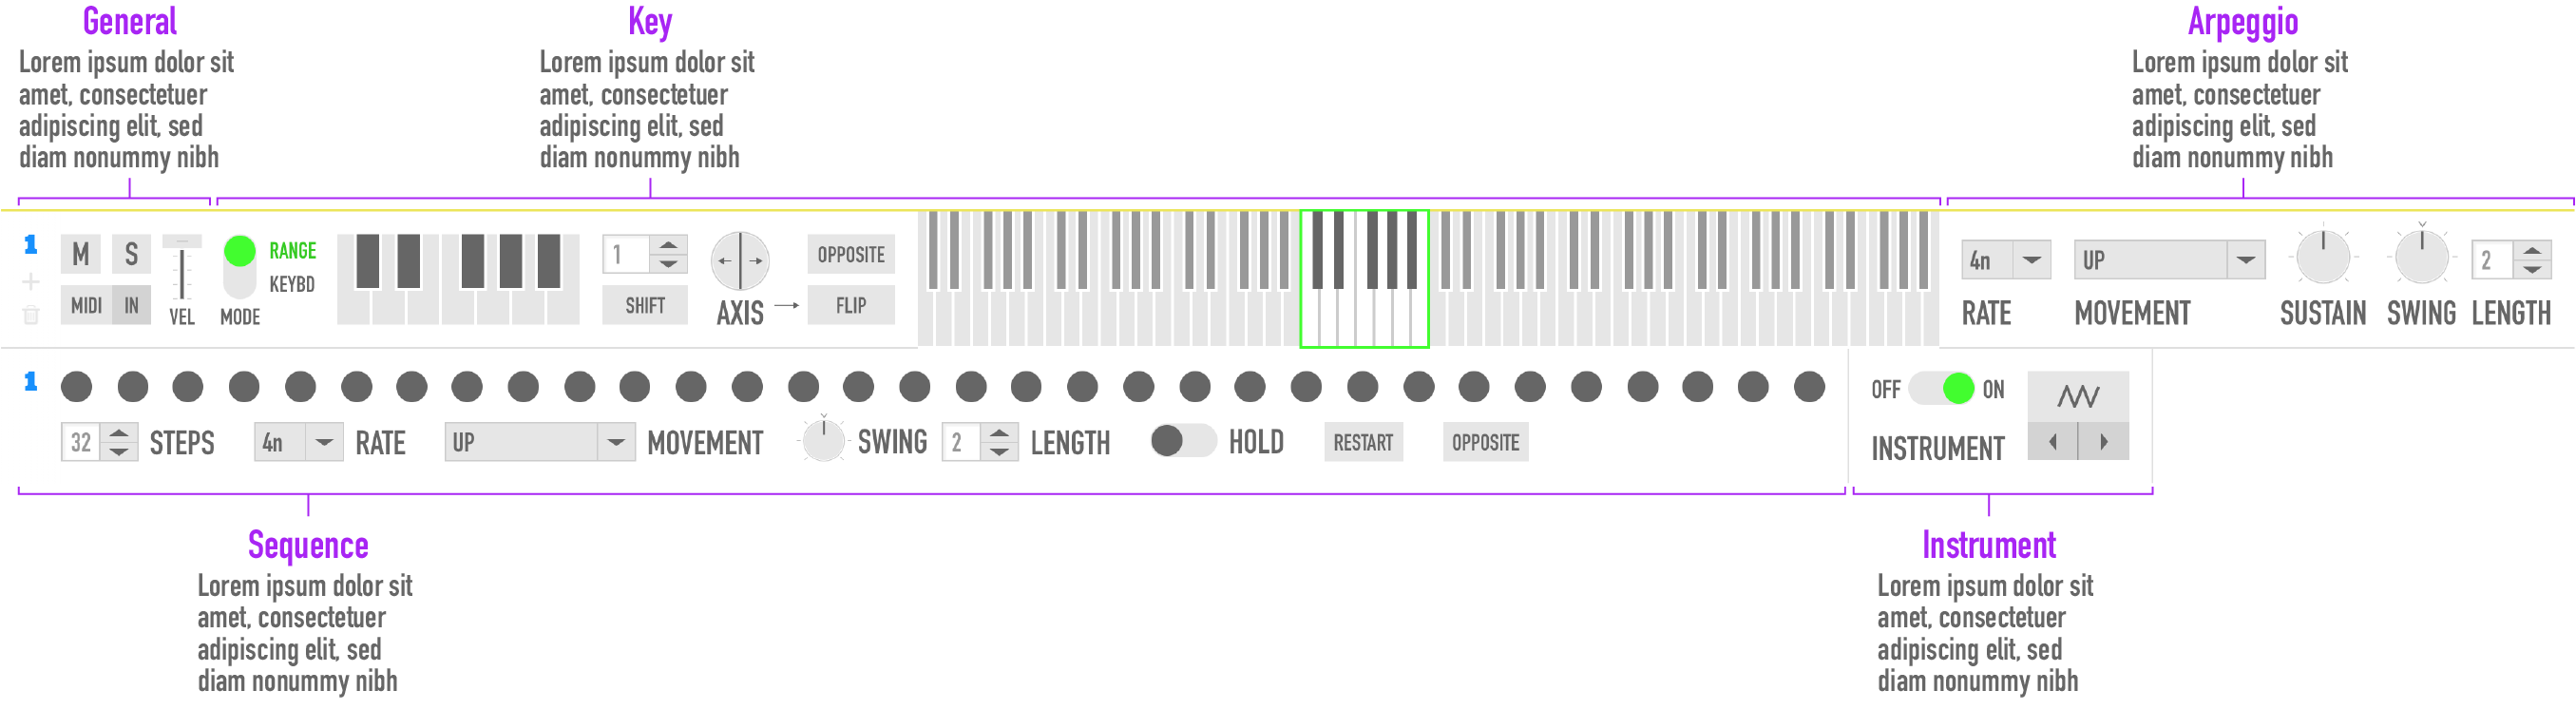 General
Lorem ipsum dolor sit
amet, consectetuer
adipiscing elit, sed
diam nonummy nibh
Key
Lorem ipsum dolor sit
amet, consectetuer
adipiscing elit, sed
diam nonummy nibh
Arpeggio
Lorem ipsum dolor sit
amet, consectetuer
adipiscing elit, sed
diam nonummy nibh
1
M S
MIDI IN
VEL
RANGE
KEYBD
MODE
1
SHIFT
AXIS
OPPOSITE
FLIP
4n
RATE
UP
MOVEMENT
SUSTAIN
SWING
2
LENGTH
1
32 STEPS
4n RATE
UP MOVEMENT
SWING
2 LENGTH
HOLD
RESTART
OPPOSITE
OFF ON
INSTRUMENT
Sequence
Lorem ipsum dolor sit
amet, consectetuer
adipiscing elit, sed
diam nonummy nibh
Instrument
Lorem ipsum dolor sit
amet, consectetuer
adipiscing elit, sed
diam nonummy nibh